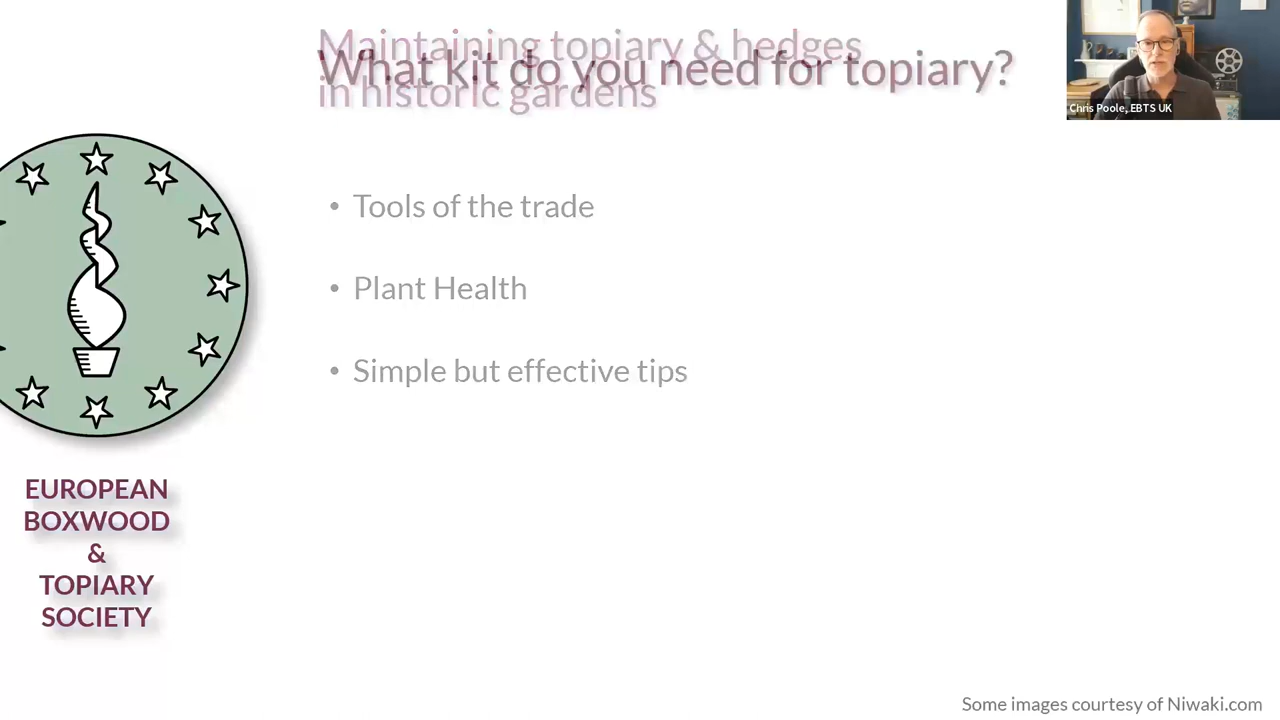 Maintaining topiary & hedges
in historic gardens
What kit do you need for topiary?
Chris Poole, EBTS UK
• Tools of the trade
• Plant Health
• Simple but effective tips
EUROPEAN
BOXWOOD
&
TOPIARY
SOCIETY
Some images courtesy of Niwaki.com